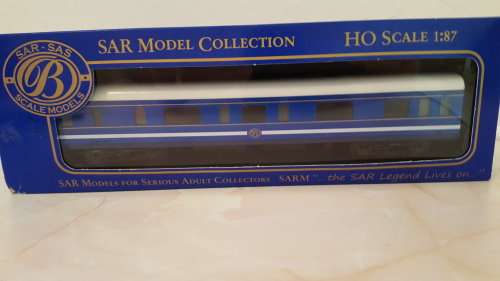 SAR MODEL COLLECTION
HO SCALE 1:87
SAR - SAS
B
SCALE MODELS
SAR MODELS FOR SERIOUS ADULT COLLECTORS SARM "...the SAR Legend Lives on..."